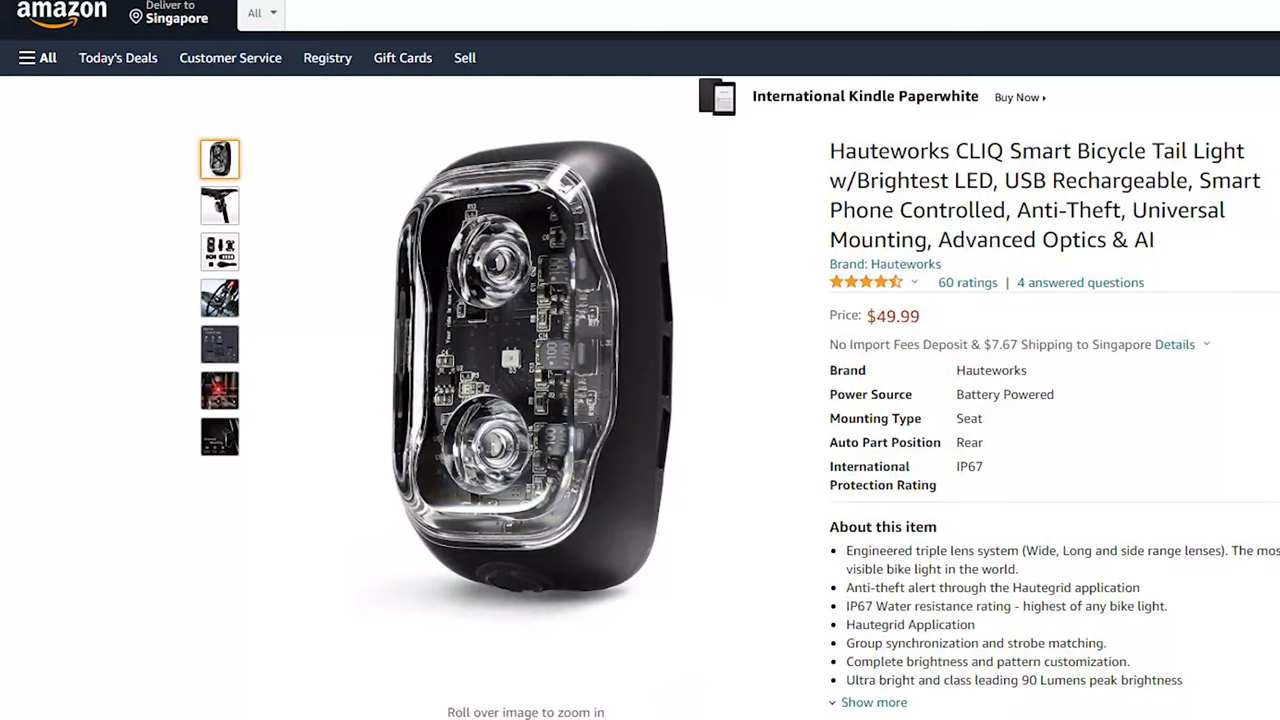 amazon
Deliver to
Singapore
All
All
Today's Deals
Customer Service
Registry
Gift Cards
Sell
International Kindle Paperwhite
Buy Now
Hauteworks CLIQ Smart Bicycle Tail Light
w/Brightest LED, USB Rechargeable, Smart
Phone Controlled, Anti-Theft, Universal
Mounting, Advanced Optics & AI
Brand: Hauteworks
60 ratings | 4 answered questions
Price: $49.99
No Import Fees Deposit & $7.67 Shipping to Singapore Details
Brand Hauteworks
Power Source Battery Powered
Mounting Type Seat
Auto Part Position Rear
International IP67
Protection Rating
About this item
Engineered triple lens system (Wide, Long and side range lenses). The mos
visible bike light in the world.
Anti-theft alert through the Hautegrid application
IP67 Water resistance rating - highest of any bike light.
Hautegrid Application
Group synchronization and strobe matching.
Complete brightness and pattern customization.
Ultra bright and class leading 90 Lumens peak brightness
Show more
Roll over image to zoom in